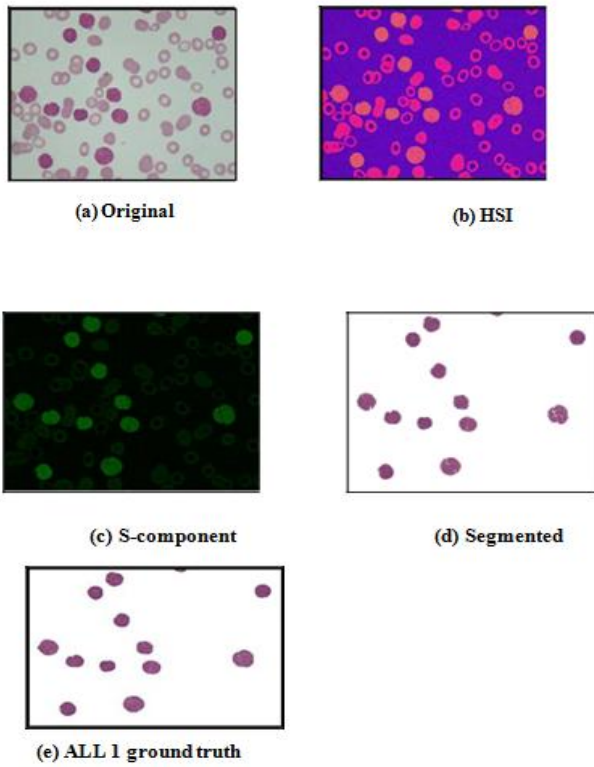 (a) Original
(b) HSI
(c) S-component
(d) Segmented
(e) ALL 1 ground truth